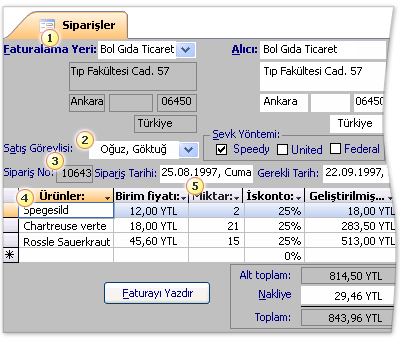 Siparişler
1
Faturalama Yeri: Bol Gıda Ticaret Alıcı: Bol Gıda Ticaret
Tıp Fakültesi Cad. 57 Tıp Fakültesi Cad. 57
Ankara 06450 Ankara 0645
Türkiye Türki
2
Satış Görevlisi: Oğuz, Göktuğ
Sevk Yöntemi:
Speedy United Federal
3
Sipariş No: 10643 Sipariş Tarihi: 25.08.1997, Cuma Gerekli Tarih: 22.09.1997,
4 5
Ürünler: Birim fiyatı: Miktar: İskonto: Geliştirilmiş...
Spegesild 12,00 YTL 2 25% 18,00 YTL
Chartreuse verte 18,00 YTL 21 25% 283,50 YTL
Rossle Sauerkraut 45,60 YTL 15 25% 513,00 YTL
0%
Alt toplam: 814,50 YTL
Faturayı Yazdır
Nakliye 29,46 YTL
Toplam: 843,96 YTL